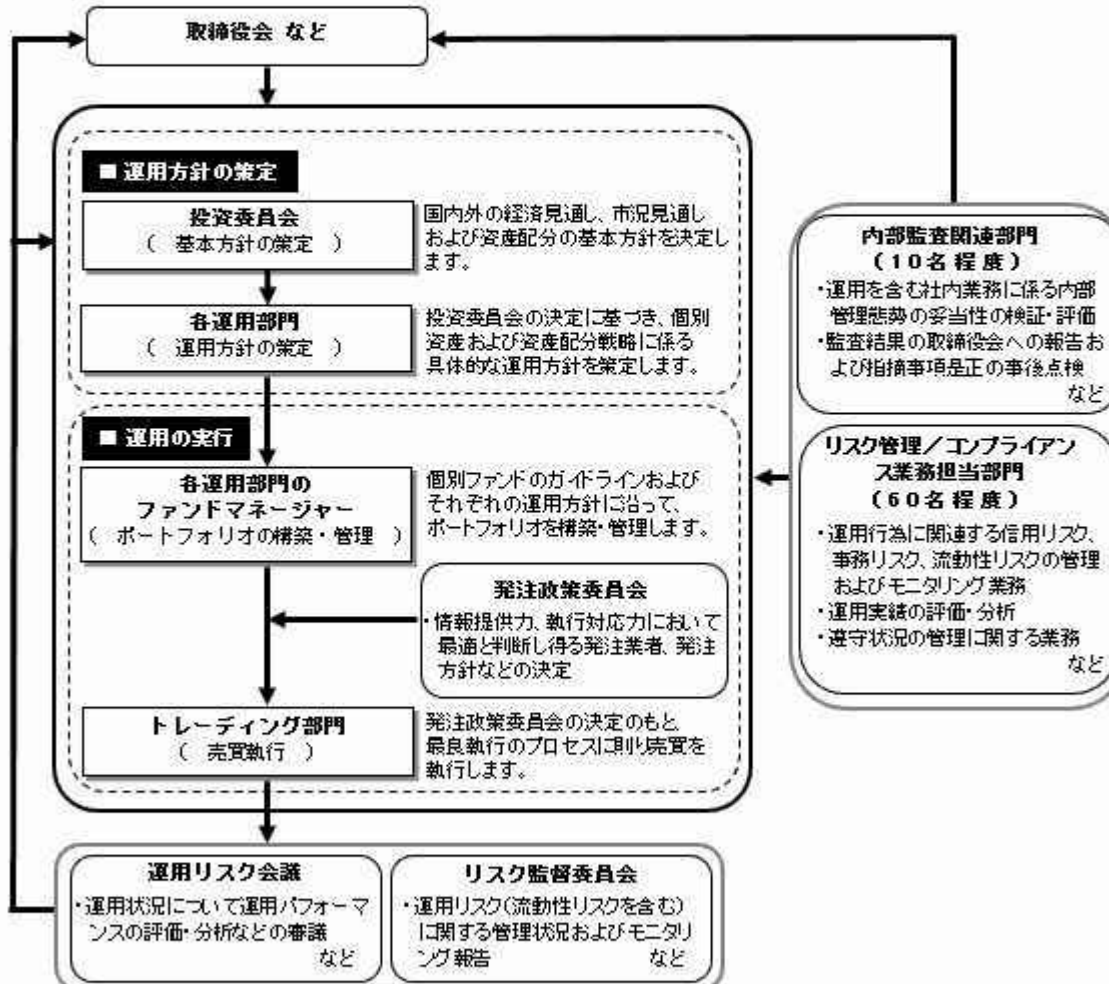 取締役会 など
■ 運用方針の策定
投資委員会
（ 基本方針の策定 ）
国内外の経済見通し、市況見通し
および資産配分の基本方針を決定し
ます。
各運用部門
（ 運用方針の策定 ）
投資委員会の決定に基づき、個別
資産および資産配分戦略に係る
具体的な運用方針を策定します。
■ 運用の実行
各運用部門の
ファンドマネージャー
（ ポートフォリオの構築・管理 ）
個別ファンドのガイドラインおよび
それぞれの運用方針に沿って、
ポートフォリオを構築・管理します。
発注政策委員会
・情報提供力、執行対応力において
最適と判断し得る発注業者、発注
方針などの決定
トレーディング部門
（ 売買執行 ）
発注政策委員会の決定のもと、
最良執行のプロセスに則り売買を
執行します。
運用リスク会議
・運用状況について運用パフォーマ
ンスの評価・分析などの審議
など
リスク監督委員会
・運用リスク(流動性リスクを含む)
に関する管理状況およびモニタリ
ング報告 など
内部監査関連部門
（10名程度）
・運用を含む社内業務に係る内部
管理態勢の妥当性の検証・評価
・監査結果の取締役会への報告お
よび指摘事項是正の事後点検
など
リスク管理／コンプライアン
ス業務担当部門
（60名程度）
・運用行為に関連する信用リスク、
事務リスク、流動性リスクの管理
およびモニタリング業務
・運用実績の評価・分析
・遵守状況の管理に関する業務
など